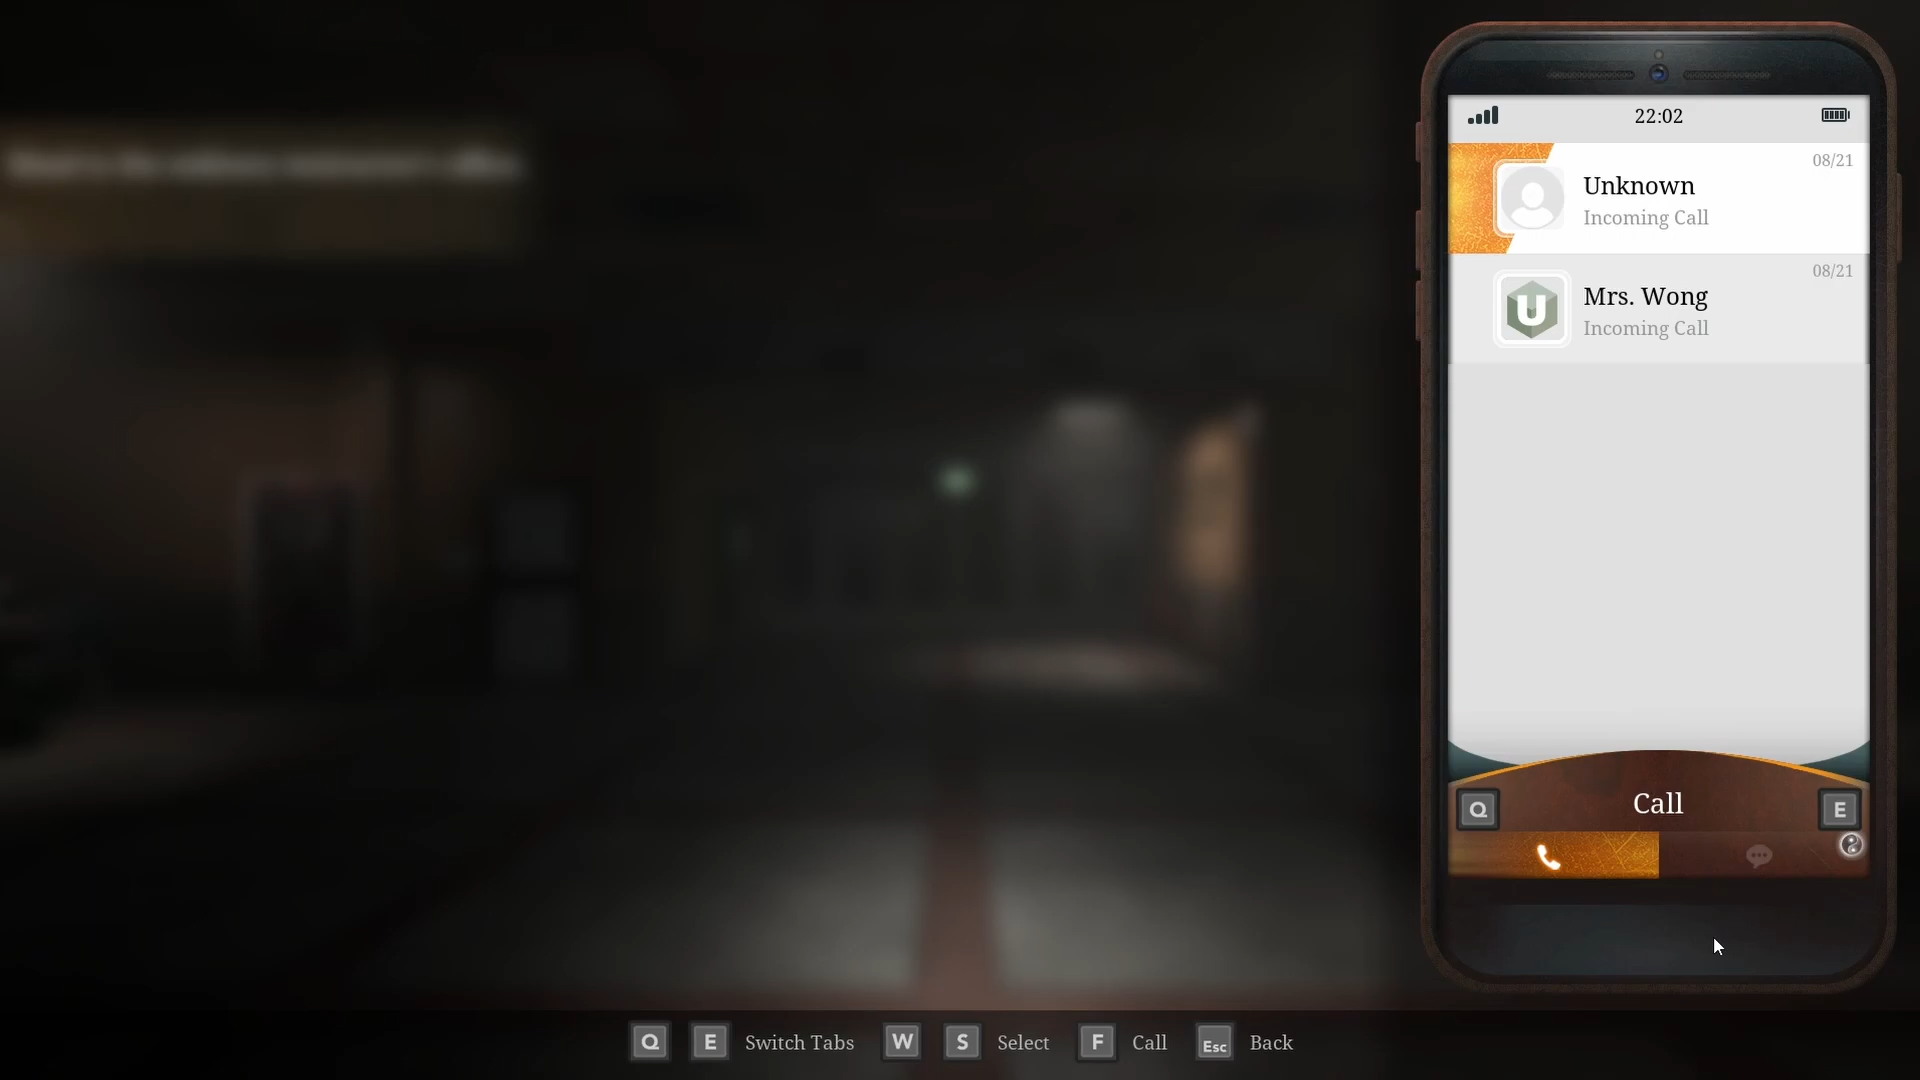 22:02
08/21
Unknown
Incoming Call
08/21
U
Mrs. Wong
Incoming Call
Q Call E
Q E Switch Tabs W S Select F Call Esc Back